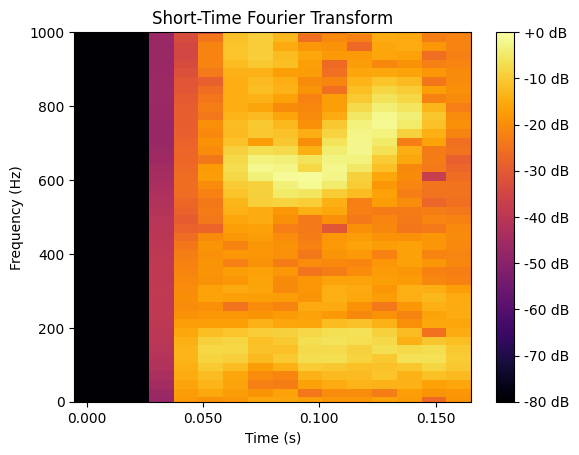 Short-Time Fourier Transform
1000
800
600
400
200
0
Frequency (Hz)
0.000
0.050
0.100
0.150
Time (s)
+0 dB
-10 dB
-20 dB
-30 dB
-40 dB
-50 dB
-60 dB
-70 dB
-80 dB